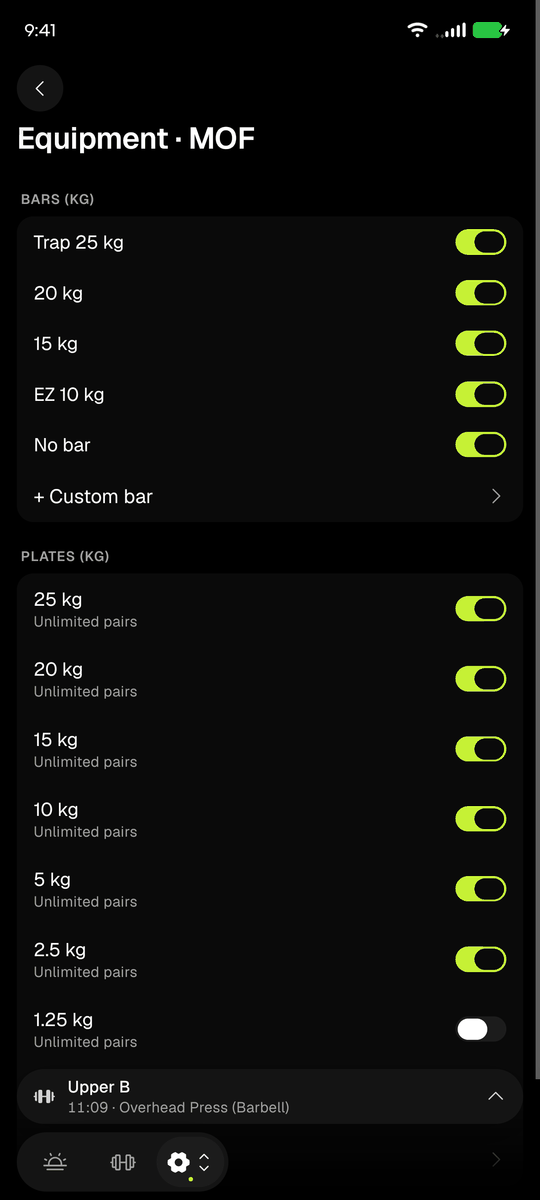 9:41
Equipment · MOF
BARS (KG)
Trap 25 kg
20 kg
15 kg
EZ 10 kg
No bar
+ Custom bar
PLATES (KG)
25 kg
Unlimited pairs
20 kg
Unlimited pairs
15 kg
Unlimited pairs
10 kg
Unlimited pairs
5 kg
Unlimited pairs
2.5 kg
Unlimited pairs
1.25 kg
Unlimited pairs
Upper B
11:09 · Overhead Press (Barbell)